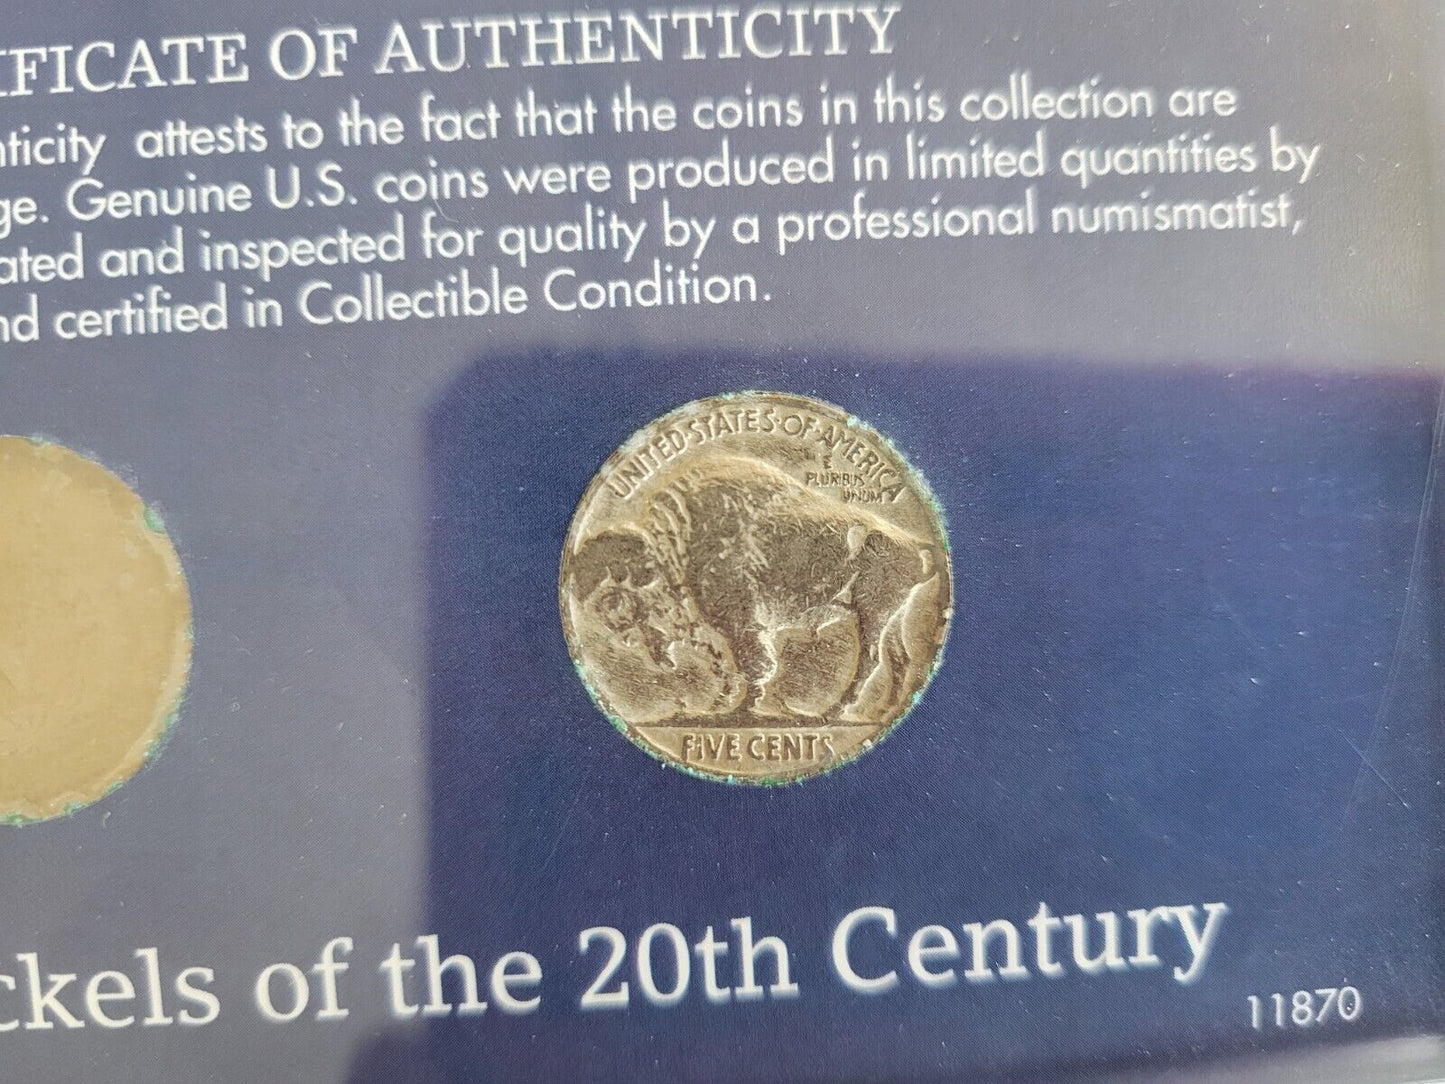 IFICATE OF AUTHENTICITY
nticity attests to the fact that the coins in this collection are
ge. Genuine U.S. coins were produced in limited quantities by
ated and inspected for quality by a professional numismatist,
nd certified in Collectible Condition.
UNITED·STATES·OF·AMERICA
E
PLURIBUS
UNUM
FIVE CENTS
ckels of the 20th Century
11870